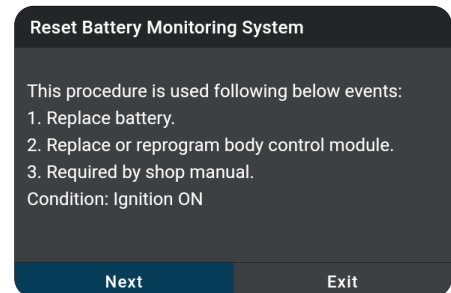 Reset Battery Monitoring System
This procedure is used following below events:
1. Replace battery.
2. Replace or reprogram body control module.
3. Required by shop manual.
Condition: Ignition ON
Next
Exit